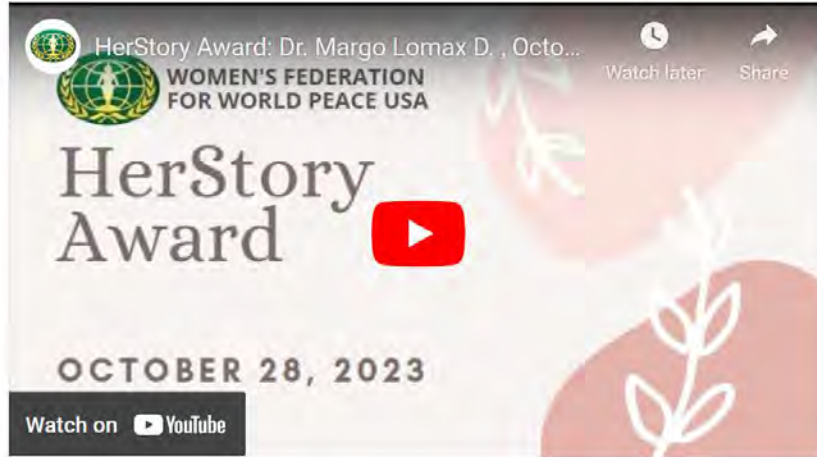 HerStory Award: Dr. Margo Lomax D. , Octo...
Watch later
Share
WOMEN'S FEDERATION
FOR WORLD PEACE USA
HerStory
Award
OCTOBER 28, 2023
Watch on YouTube